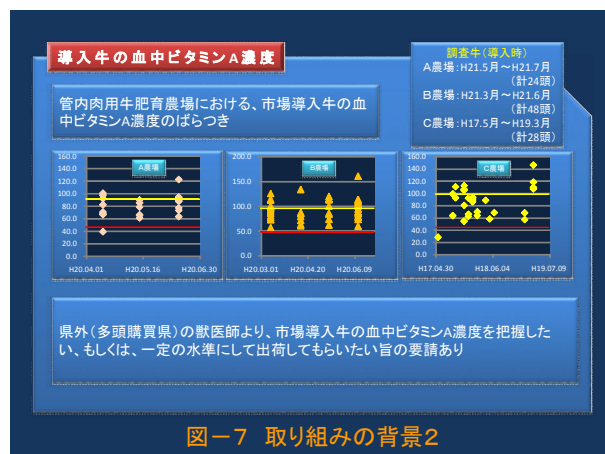 導入牛の血中ビタミンA濃度
調査牛(導入時)
A農場:H21.5月~H21.7月
(計24頭)
B農場:H21.3月~H21.6月
(計48頭)
C農場:H17.5月~H19.3月
(計28頭)
管内肉用牛肥育農場における、市場導入牛の血
中ビタミンA濃度のばらつき
A農場
160.0
140.0
120.0
100.0
80.0
60.0
40.0
20.0
0.0
H20.04.01 H20.05.16 H20.06.30
B農場
200.0
150.0
100.0
50.0
0.0
H20.03.01 H20.04.20 H20.06.09
C農場
160.0
140.0
120.0
100.0
80.0
60.0
40.0
20.0
0.0
H17.04.30 H18.06.04 H19.07.09
県外(多頭購買県)の獣医師より、市場導入牛の血中ビタミンA濃度を把握した
い、もしくは、一定の水準にして出荷してもらいたい旨の要請あり
図-7 取り組みの背景2